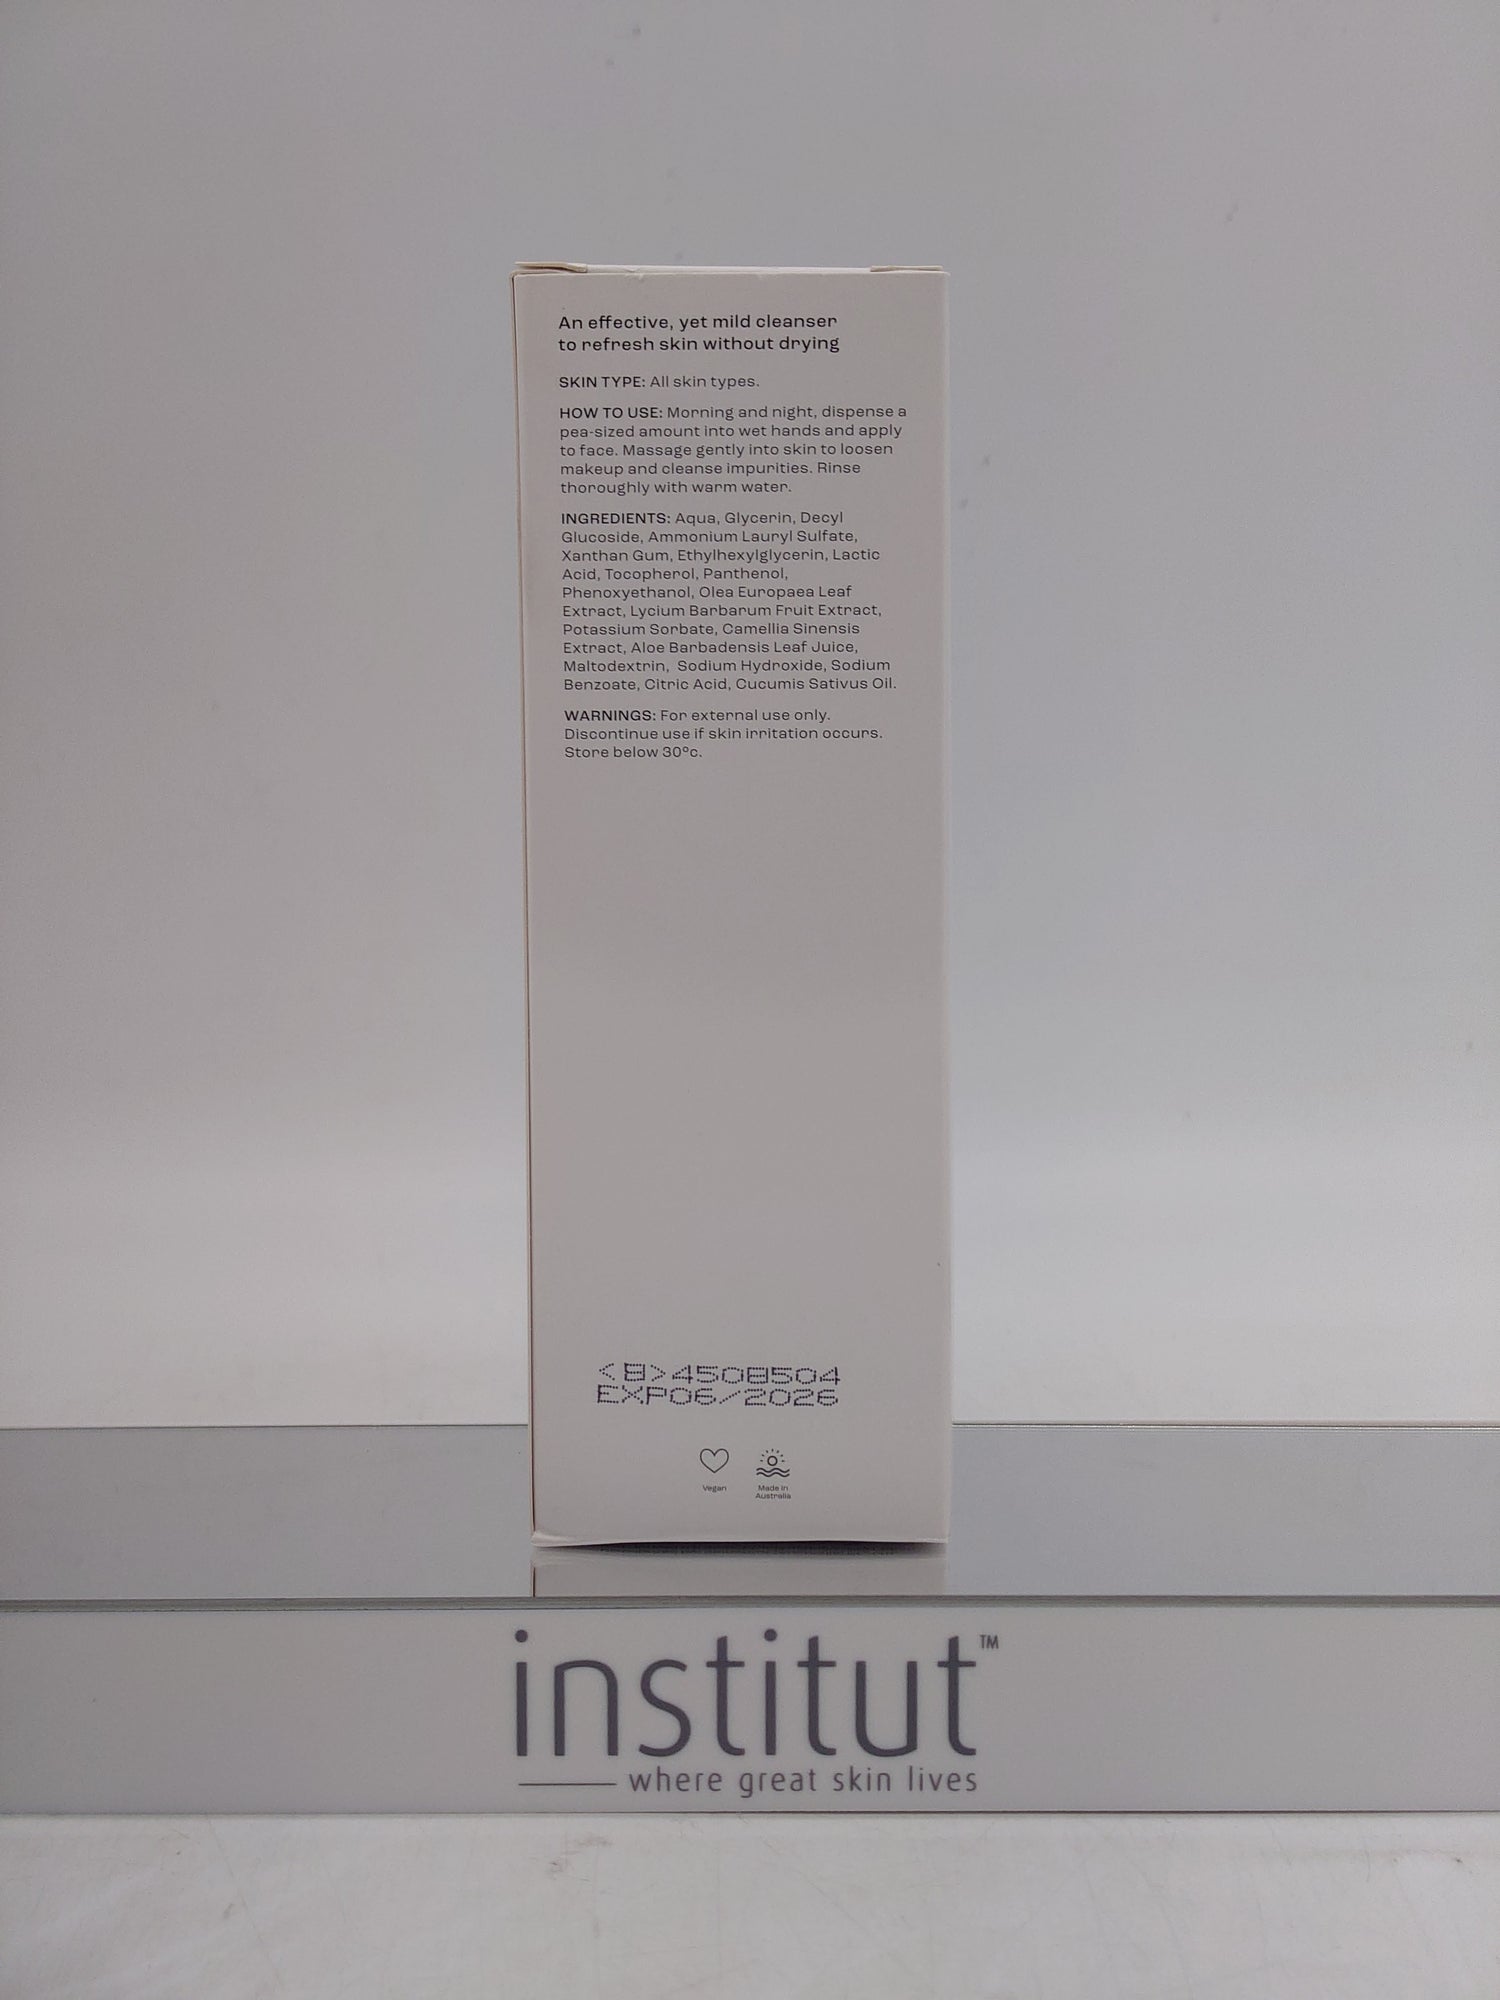 An effective, yet mild cleanser
to refresh skin without drying
SKIN TYPE: All skin types.
HOW TO USE: Morning and night, dispense a
pea-sized amount into wet hands and apply
to face. Massage gently into skin to loosen
makeup and cleanse impurities. Rinse
thoroughly with warm water.
INGREDIENTS: Aqua, Glycerin, Decyl
Glucoside, Ammonium Lauryl Sulfate,
Xanthan Gum, Ethylhexylglycerin, Lactic
Acid, Tocopherol, Panthenol,
Phenoxyethanol, Olea Europaea Leaf
Extract, Lycium Barbarum Fruit Extract,
Potassium Sorbate, Camellia Sinensis
Extract, Aloe Barbadensis Leaf Juice,
Maltodextrin, Sodium Hydroxide, Sodium
Benzoate, Citric Acid, Cucumis Sativus Oil.
WARNINGS: For external use only.
Discontinue use if skin irritation occurs.
Store below 30ºc.
<8>4508504
EXP06/2026
Vegan
Made in
Australia
institut™
where great skin lives